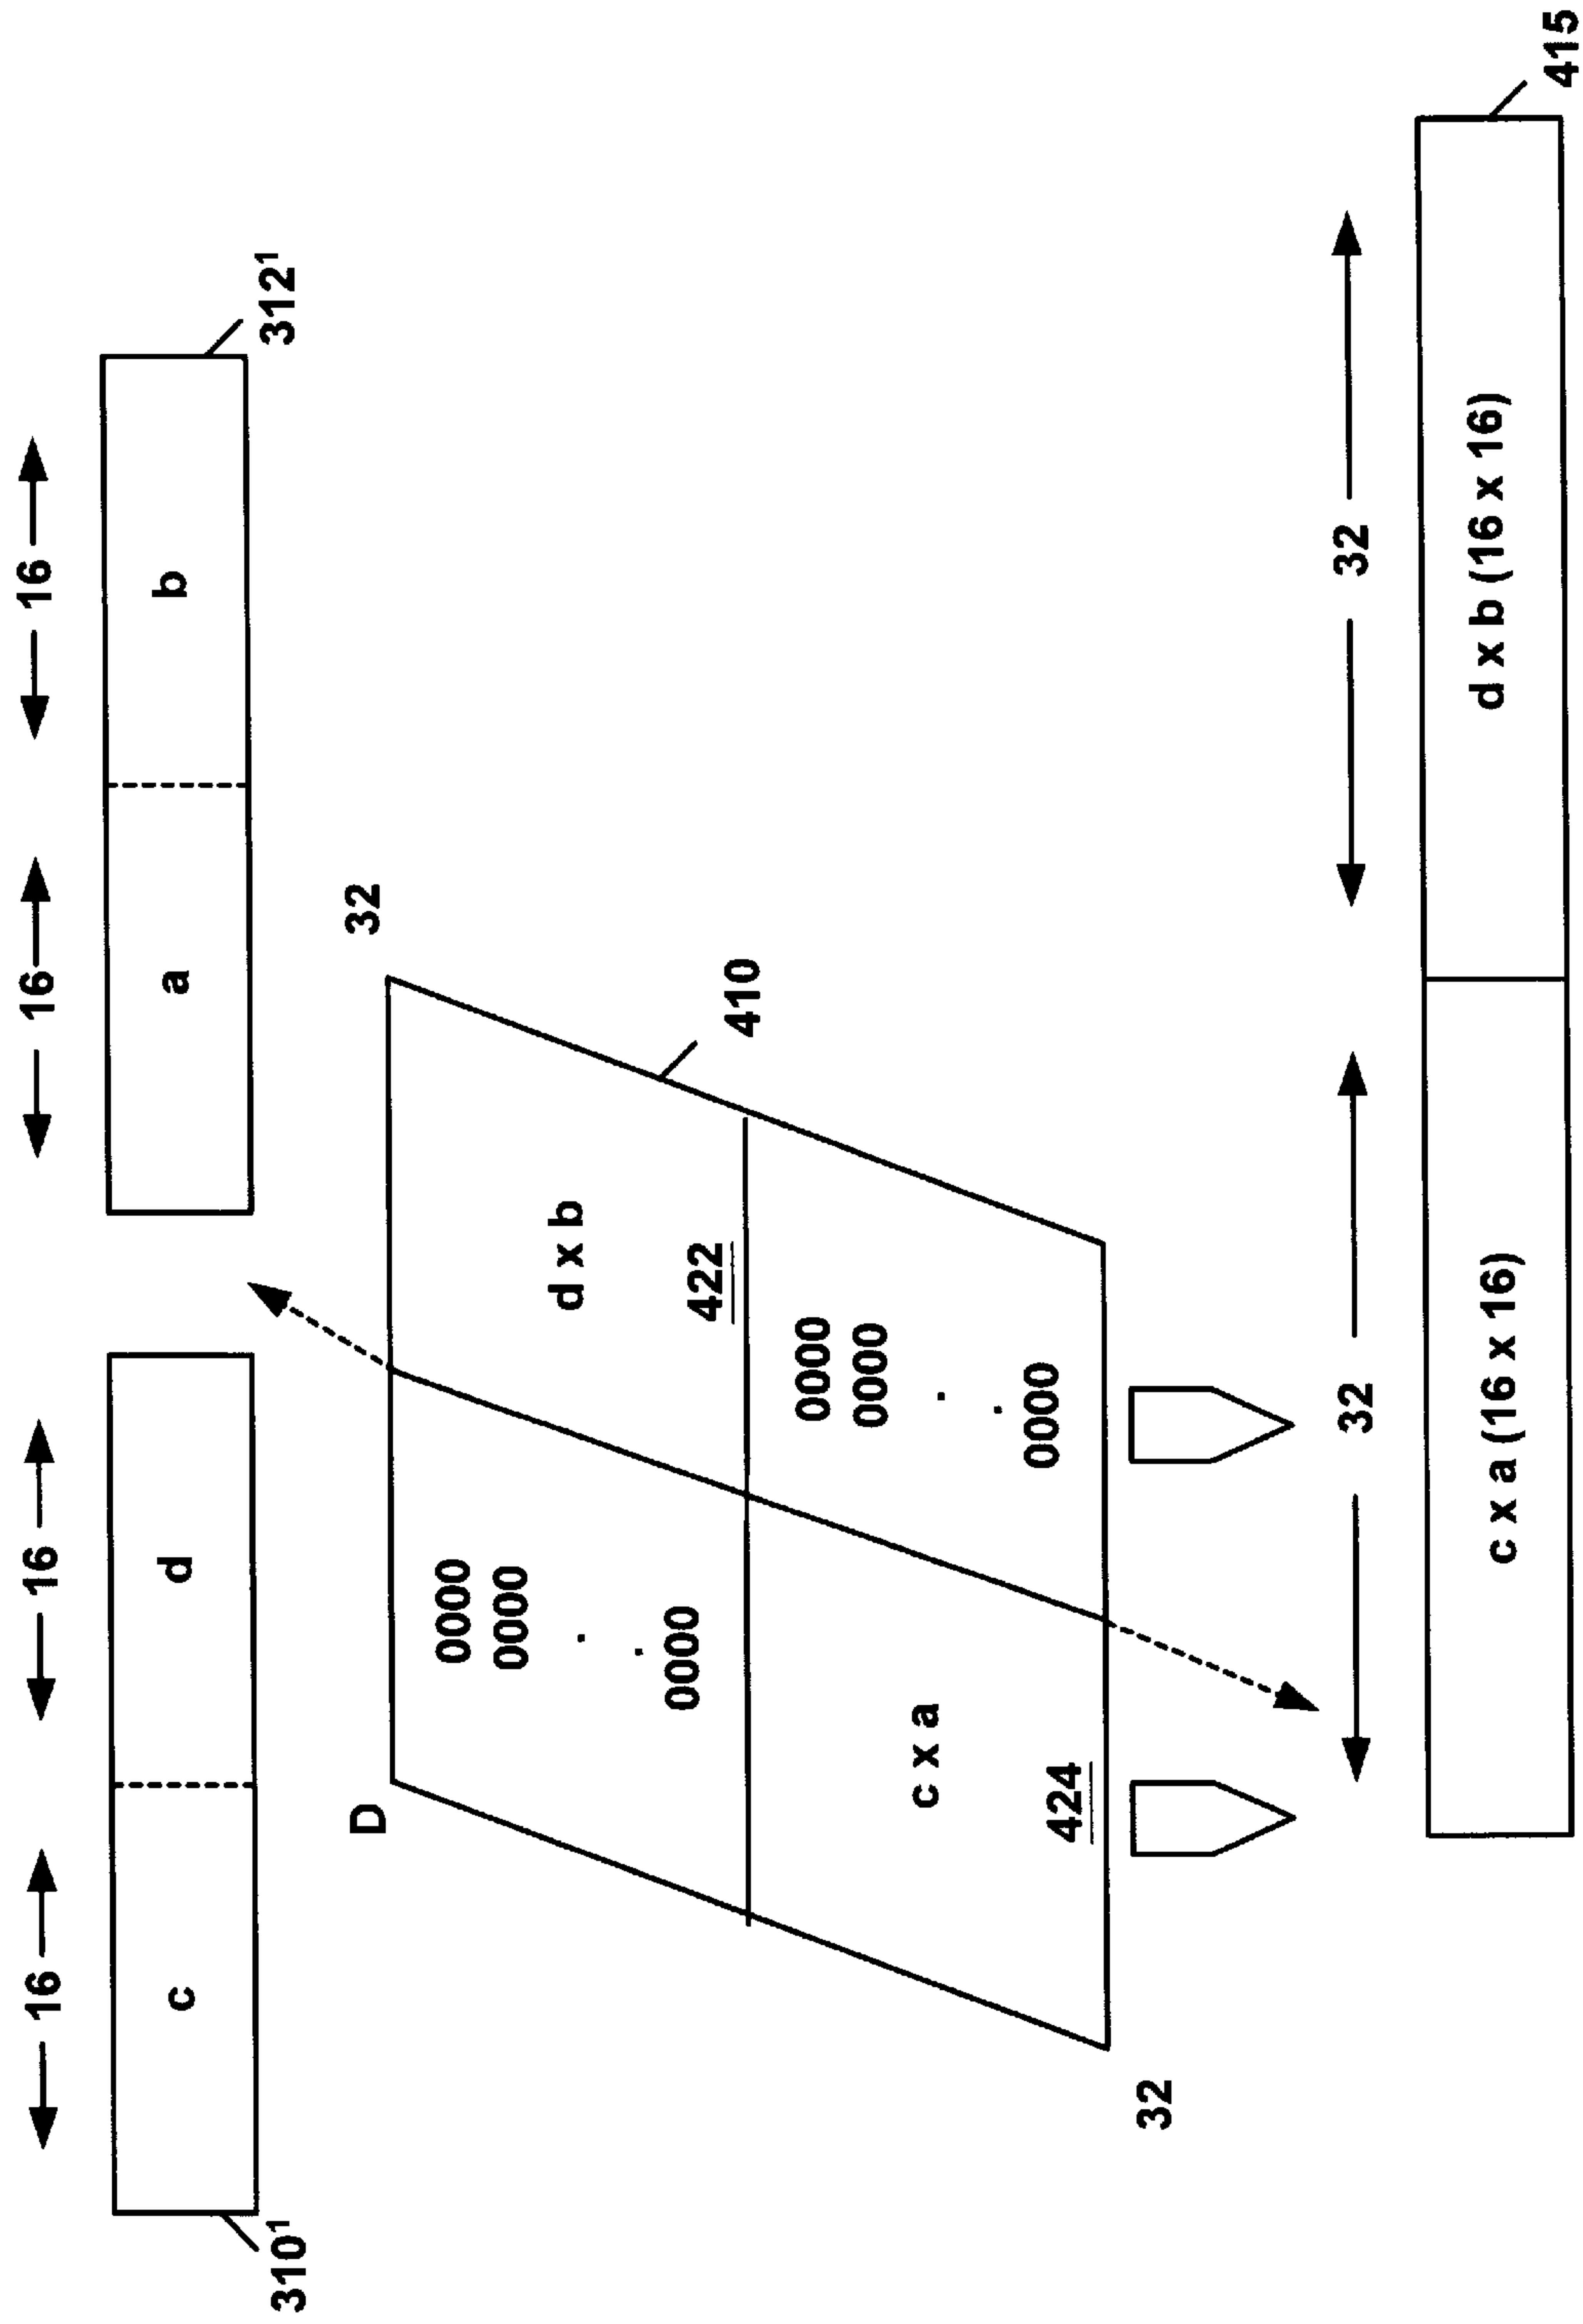 16 16 16 16
c d a b
310¹ 312¹
D 32
0000 d x b
0000
. 422
.
0000 410
c x a 0000
0000
.
.
424 0000
32
32 32
c x a (16 x 16) d x b (16 x 16)
415